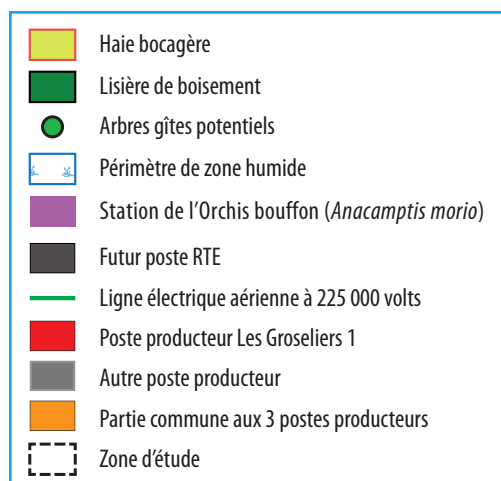 Haie bocagère
Lisière de boisement
Arbres gîtes potentiels
Périmètre de zone humide
Station de l’Orchis bouffon (Anacamptis morio)
Futur poste RTE
Ligne électrique aérienne à 225 000 volts
Poste producteur Les Groseliers 1
Autre poste producteur
Partie commune aux 3 postes producteurs
Zone d’étude